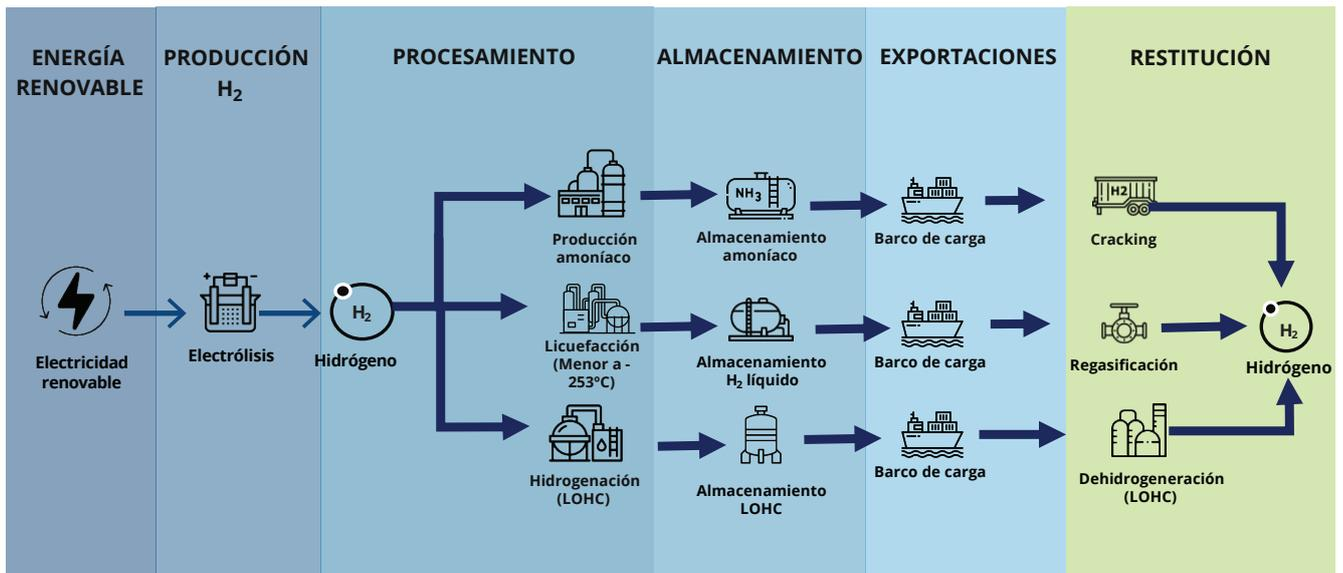 ENERGÍA
RENOVABLE
PRODUCCIÓN
H₂
PROCESAMIENTO
ALMACENAMIENTO
EXPORTACIONES
RESTITUCIÓN
Electricidad
renovable
Electrólisis
H₂
Hidrógeno
Producción
amoníaco
NH₃
Almacenamiento
amoníaco
Barco de carga
H2
Cracking
Licuefacción
(Menor a -
253°C)
Almacenamiento
H₂ líquido
Barco de carga
Regasificación
H₂
Hidrógeno
Hidrogenación
(LOHC)
Almacenamiento
LOHC
Barco de carga
Dehidrogeneración
(LOHC)